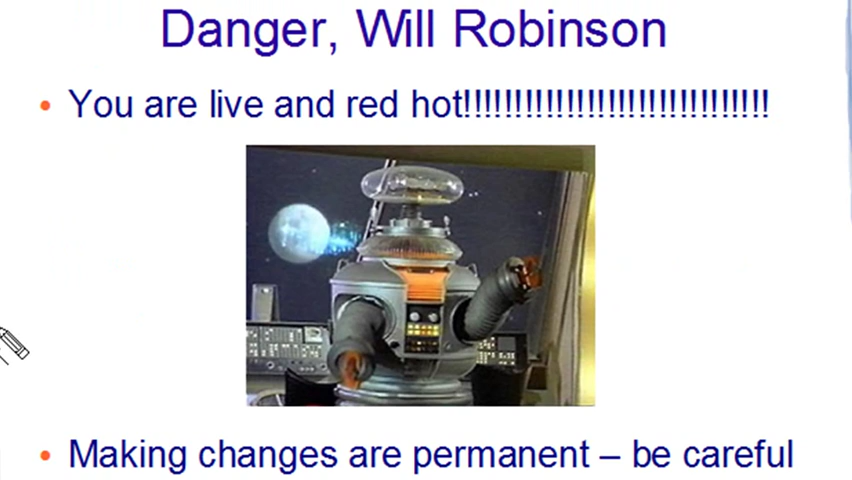 Danger, Will Robinson
You are live and red hot!!!!!!!!!!!!!!!!!!!!!!!!!!!!!!
Making changes are permanent – be careful